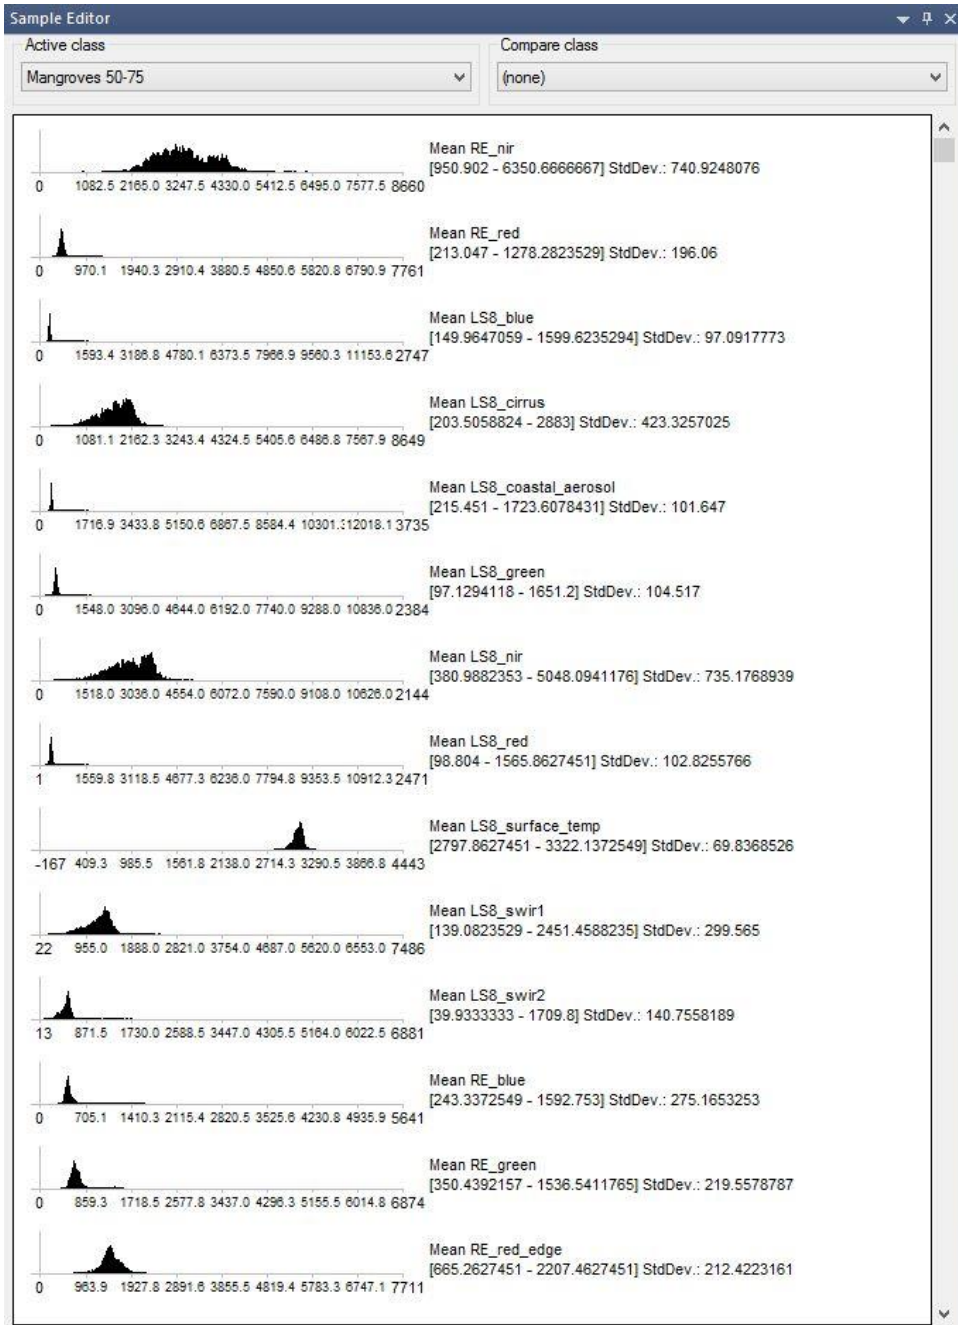 Sample Editor
Active class
Compare class
Mangroves 50-75
(none)
Mean RE_nir
[950.902 - 6350.6666667] StdDev.: 740.9248076
0 1082.5 2165.0 3247.5 4330.0 5412.5 6495.0 7577.5 8660
Mean RE_red
[213.047 - 1278.2823529] StdDev.: 196.06
0 970.1 1940.3 2910.4 3880.5 4850.6 5820.8 6790.9 7761
Mean LS8_blue
[149.9647059 - 1599.6235294] StdDev.: 97.0917773
0 1593.4 3186.8 4780.1 6373.5 7966.9 9560.3 11153.6 2747
Mean LS8_cirrus
[203.5058824 - 2883] StdDev.: 423.3257025
0 1081.1 2162.3 3243.4 4324.5 5405.6 6486.8 7567.9 8649
Mean LS8_coastal_aerosol
[215.451 - 1723.6078431] StdDev.: 101.647
0 1716.9 3433.8 5150.6 6867.5 8584.4 10301.:12018.1 3735
Mean LS8_green
[97.1294118 - 1651.2] StdDev.: 104.517
0 1548.0 3096.0 4644.0 6192.0 7740.0 9288.0 10836.0 2384
Mean LS8_nir
[380.9882353 - 5048.0941176] StdDev.: 735.1768939
0 1518.0 3036.0 4554.0 6072.0 7590.0 9108.0 10626.0 2144
Mean LS8_red
[98.804 - 1565.8627451] StdDev.: 102.8255766
1 1559.8 3118.5 4677.3 6236.0 7794.8 9353.5 10912.3 2471
Mean LS8_surface_temp
[2797.8627451 - 3322.1372549] StdDev.: 69.8368526
-167 409.3 985.5 1561.8 2138.0 2714.3 3290.5 3866.8 4443
Mean LS8_swir1
[139.0823529 - 2451.4588235] StdDev.: 299.565
22 955.0 1888.0 2821.0 3754.0 4687.0 5620.0 6553.0 7486
Mean LS8_swir2
[39.9333333 - 1709.8] StdDev.: 140.7558189
13 871.5 1730.0 2588.5 3447.0 4305.5 5164.0 6022.5 6881
Mean RE_blue
[243.3372549 - 1592.753] StdDev.: 275.1653253
0 705.1 1410.3 2115.4 2820.5 3525.6 4230.8 4935.9 5641
Mean RE_green
[350.4392157 - 1536.5411765] StdDev.: 219.5578787
0 859.3 1718.5 2577.8 3437.0 4296.3 5155.5 6014.8 6874
Mean RE_red_edge
[665.2627451 - 2207.4627451] StdDev.: 212.4223161
0 963.9 1927.8 2891.6 3855.5 4819.4 5783.3 6747.1 7711